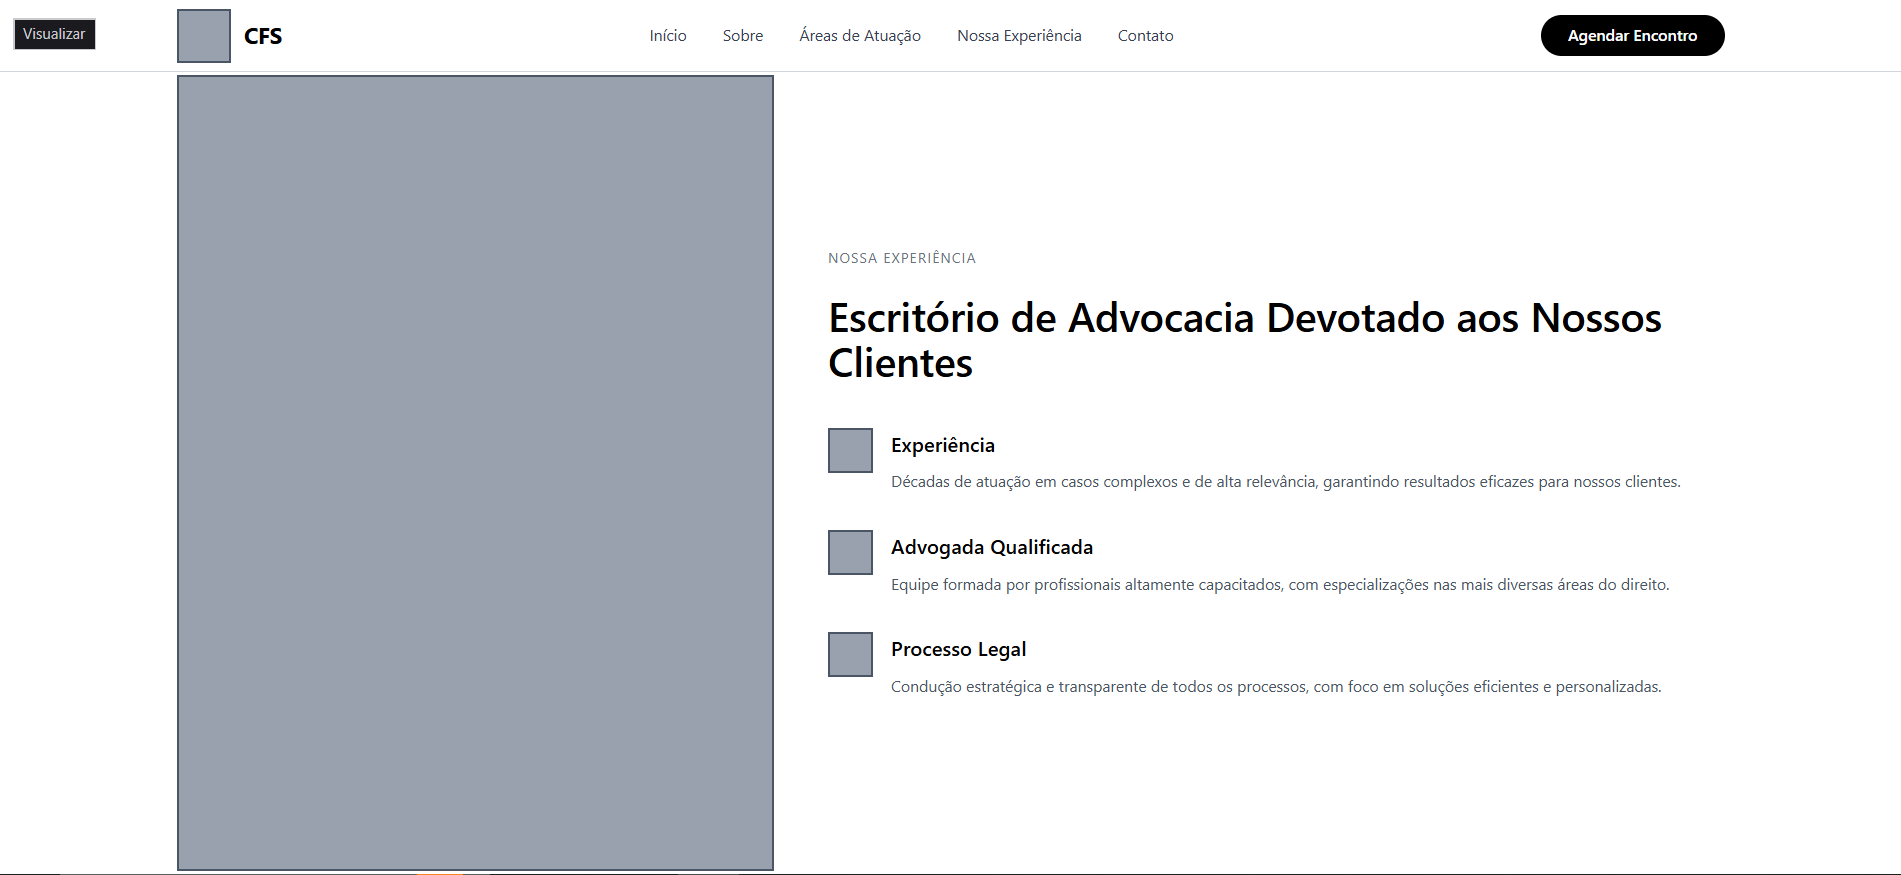 Visualizar
CFS
Início
Sobre
Áreas de Atuação
Nossa Experiência
Contato
Agendar Encontro
NOSSA EXPERIÊNCIA
Escritório de Advocacia Devotado aos Nossos
Clientes
Experiência
Décadas de atuação em casos complexos e de alta relevância, garantindo resultados eficazes para nossos clientes.
Advogada Qualificada
Equipe formada por profissionais altamente capacitados, com especializações nas mais diversas áreas do direito.
Processo Legal
Condução estratégica e transparente de todos os processos, com foco em soluções eficientes e personalizadas.